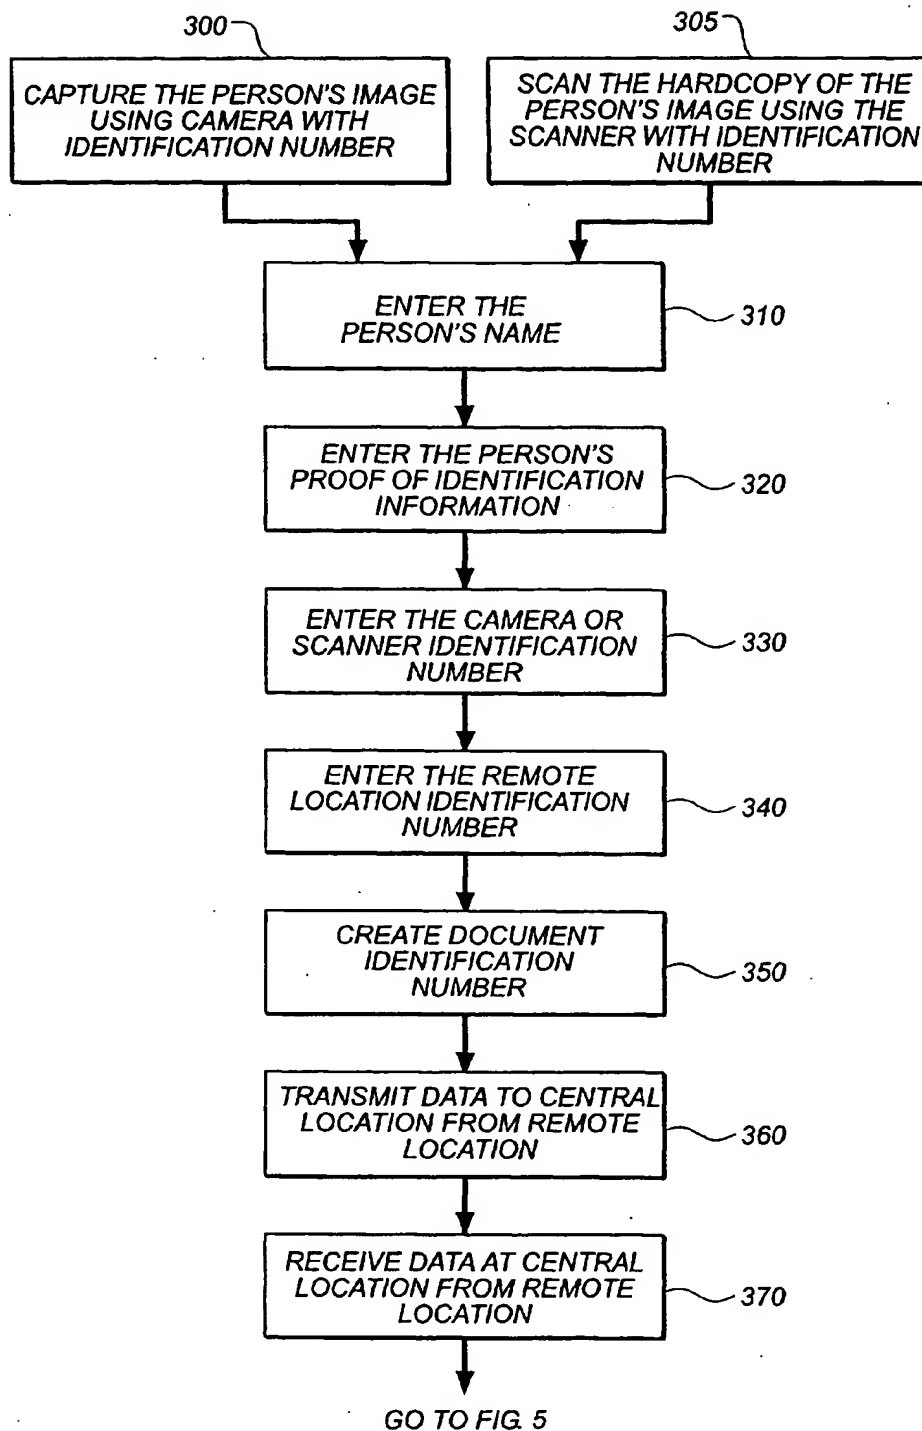 300
CAPTURE THE PERSON'S IMAGE
USING CAMERA WITH
IDENTIFICATION NUMBER
305
SCAN THE HARDCOPY OF THE
PERSON'S IMAGE USING THE
SCANNER WITH IDENTIFICATION
NUMBER
ENTER THE
PERSON'S NAME
310
ENTER THE PERSON'S
PROOF OF IDENTIFICATION
INFORMATION
320
ENTER THE CAMERA OR
SCANNER IDENTIFICATION
NUMBER
330
ENTER THE REMOTE
LOCATION IDENTIFICATION
NUMBER
340
CREATE DOCUMENT
IDENTIFICATION
NUMBER
350
TRANSMIT DATA TO CENTRAL
LOCATION FROM REMOTE
LOCATION
360
RECEIVE DATA AT CENTRAL
LOCATION FROM REMOTE
LOCATION
370
GO TO FIG. 5